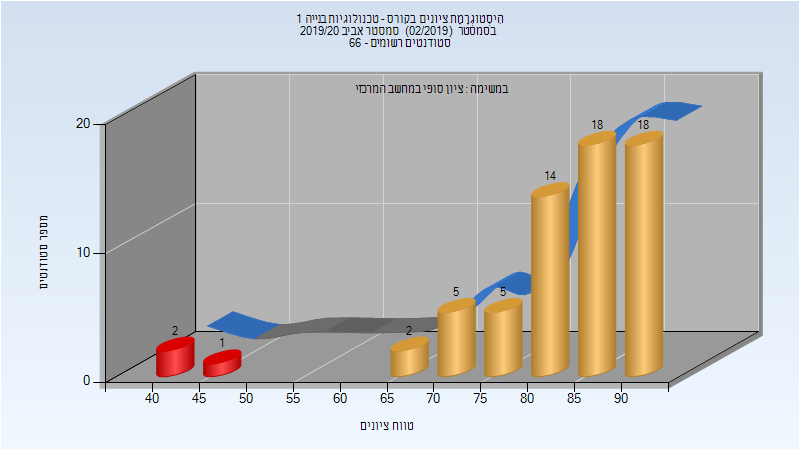 היסטוגרמת ציונים בקורס - טכנולוגיות בנייה 1
בסמסטר (02/2019) סמסטר אביב 2019/20
סטודנטים רשומים - 66
במשימה : ציון סופי במחשב המרכזי
מספר סטודנטים
20
10
0
2
1
2
5
5
14
18
18
40 45 50 55 60 65 70 75 80 85 90
טווח ציונים